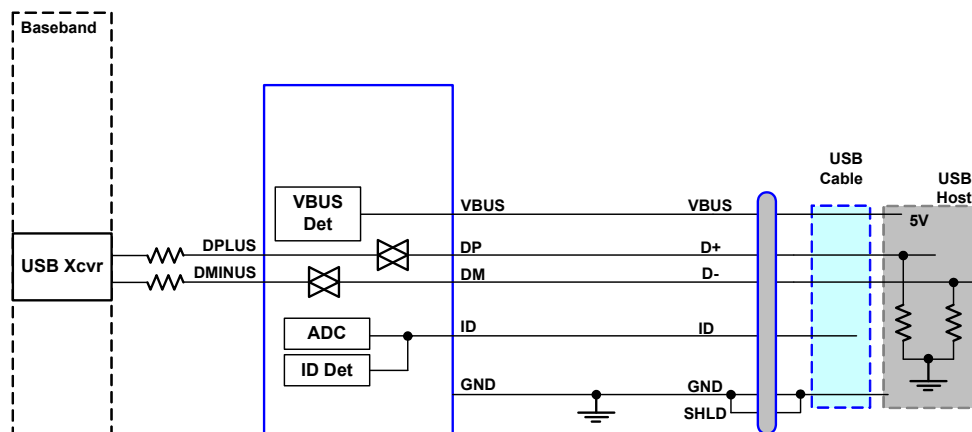 Baseband
USB
Cable
USB
Host
VBUS
Det
VBUS
VBUS
5V
USB Xcvr
DPLUS
DP
D+
DMINUS
DM
D-
ADC
ID
ID
ID Det
GND
GND
SHLD